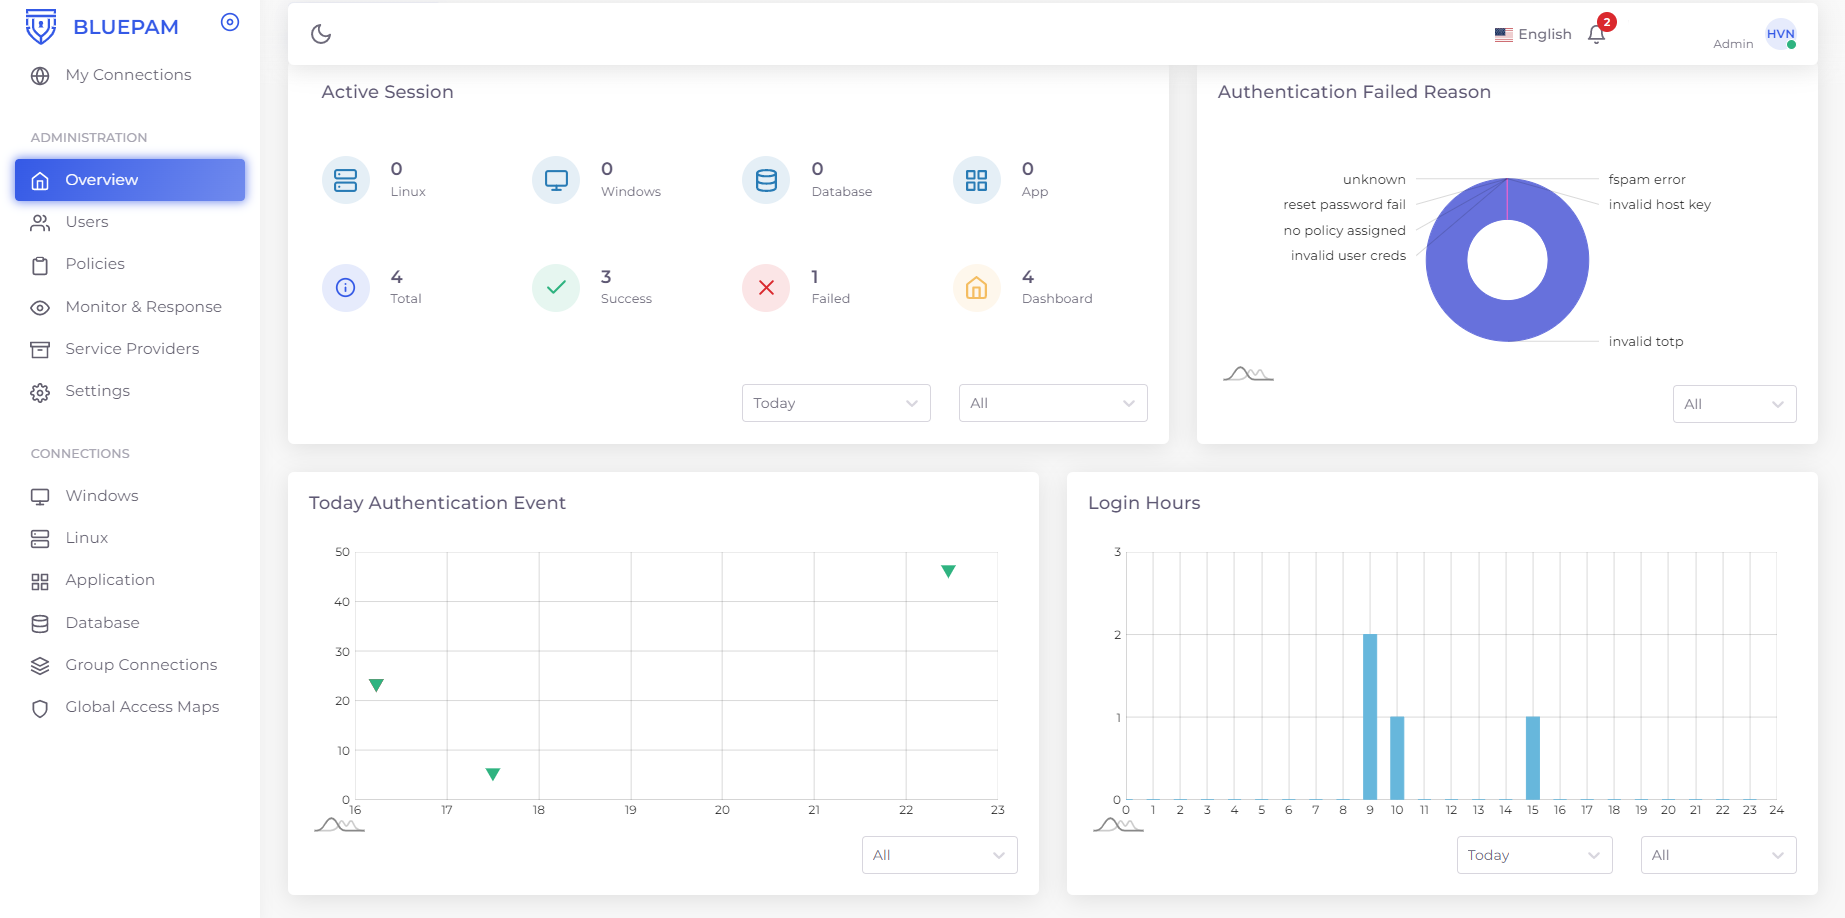 BLUEPAM
My Connections
ADMINISTRATION
Overview
Users
Policies
Monitor & Response
Service Providers
Settings
CONNECTIONS
Windows
Linux
Application
Database
Group Connections
Global Access Maps
English
2
Admin
HVN
Active Session
0
Linux
0
Windows
0
Database
0
App
4
Total
3
Success
1
Failed
4
Dashboard
Today
All
Authentication Failed Reason
unknown
reset password fail
no policy assigned
invalid user creds
fspam error
invalid host key
invalid totp
All
Today Authentication Event
50
40
30
20
10
0
16 17 18 19 20 21 22 23
All
Login Hours
3
2
1
0
0 1 2 3 4 5 6 7 8 9 10 11 12 13 14 15 16 17 18 19 20 21 22 23 24
Today
All